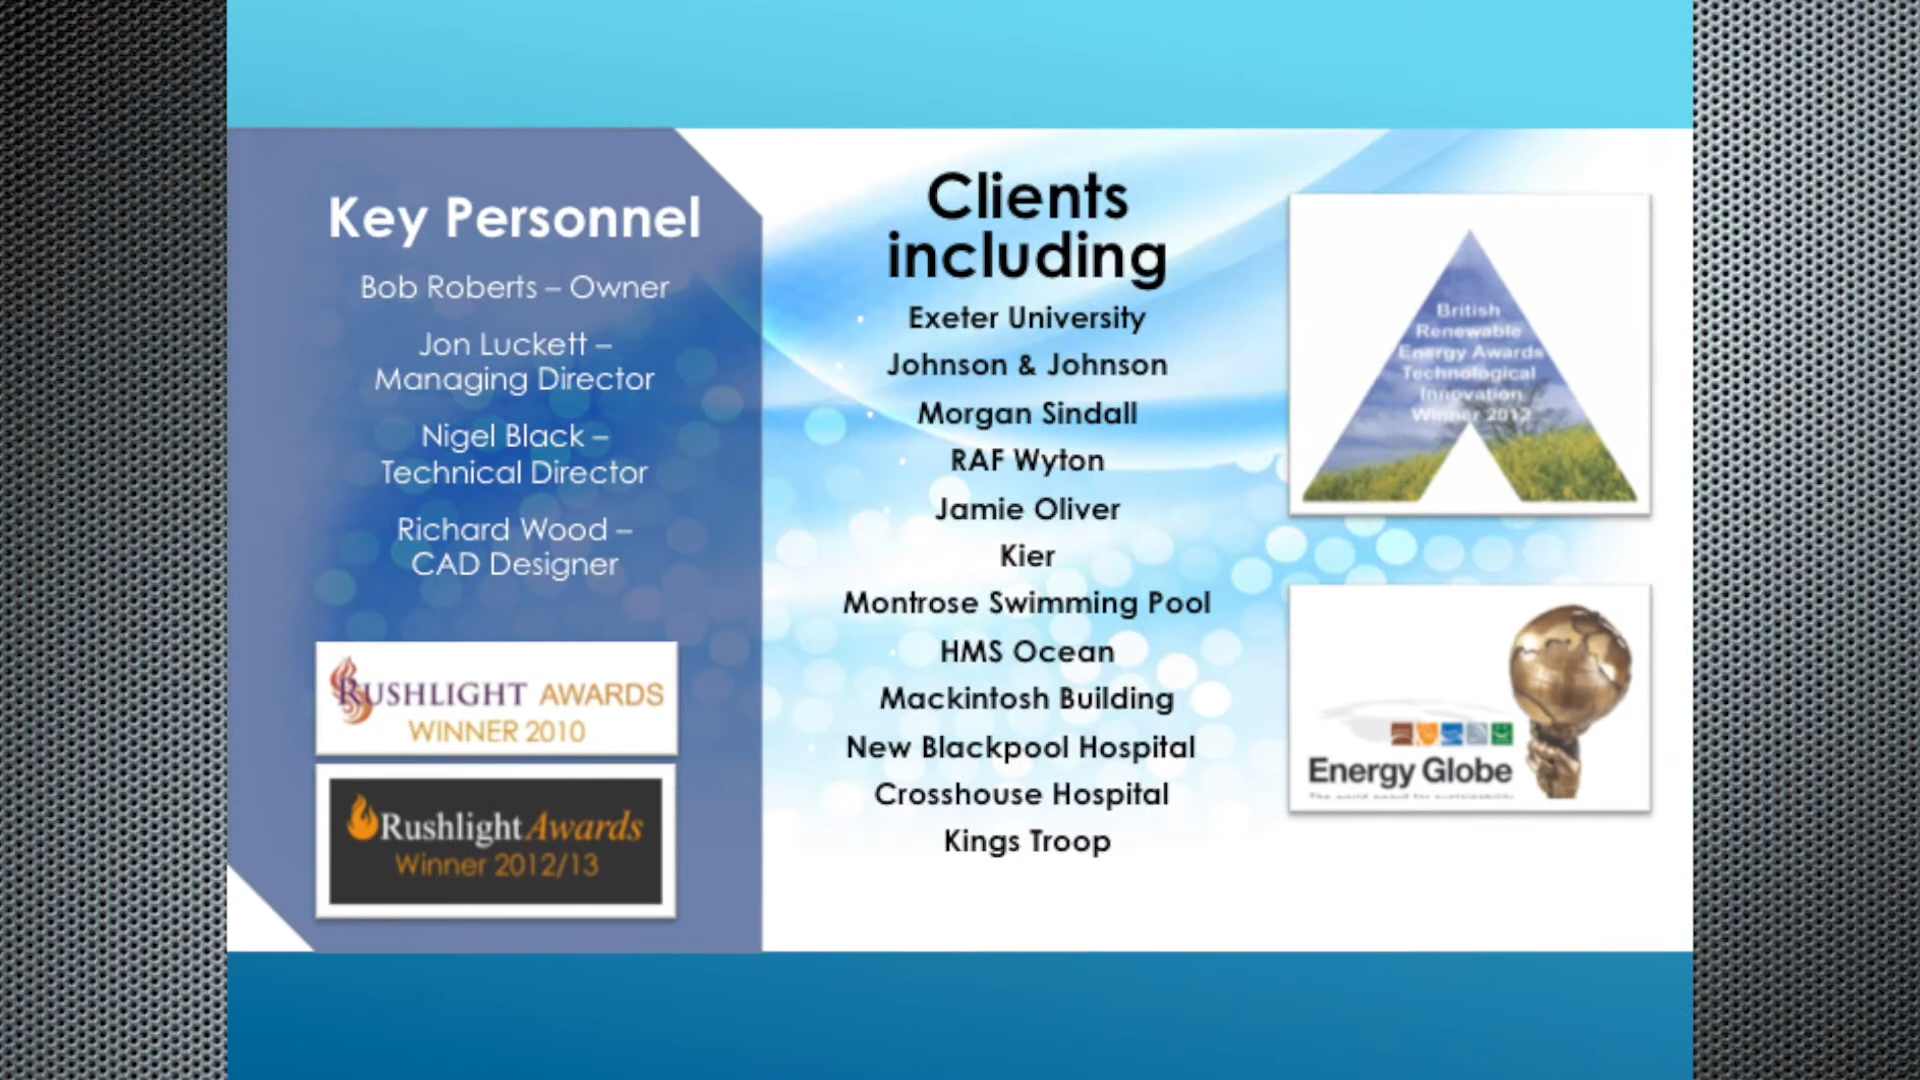 Key Personnel
Bob Roberts – Owner
Jon Luckett –
Managing Director
Nigel Black –
Technical Director
Richard Wood –
CAD Designer
RUSHLIGHT AWARDS
WINNER 2010
Rushlight Awards
Winner 2012/13
Clients
including
Exeter University
Johnson & Johnson
Morgan Sindall
RAF Wyton
Jamie Oliver
Kier
Montrose Swimming Pool
HMS Ocean
Mackintosh Building
New Blackpool Hospital
Crosshouse Hospital
Kings Troop
British
Renewable
Energy Awards
Technological
Innovation
Winner 2012
Energy Globe